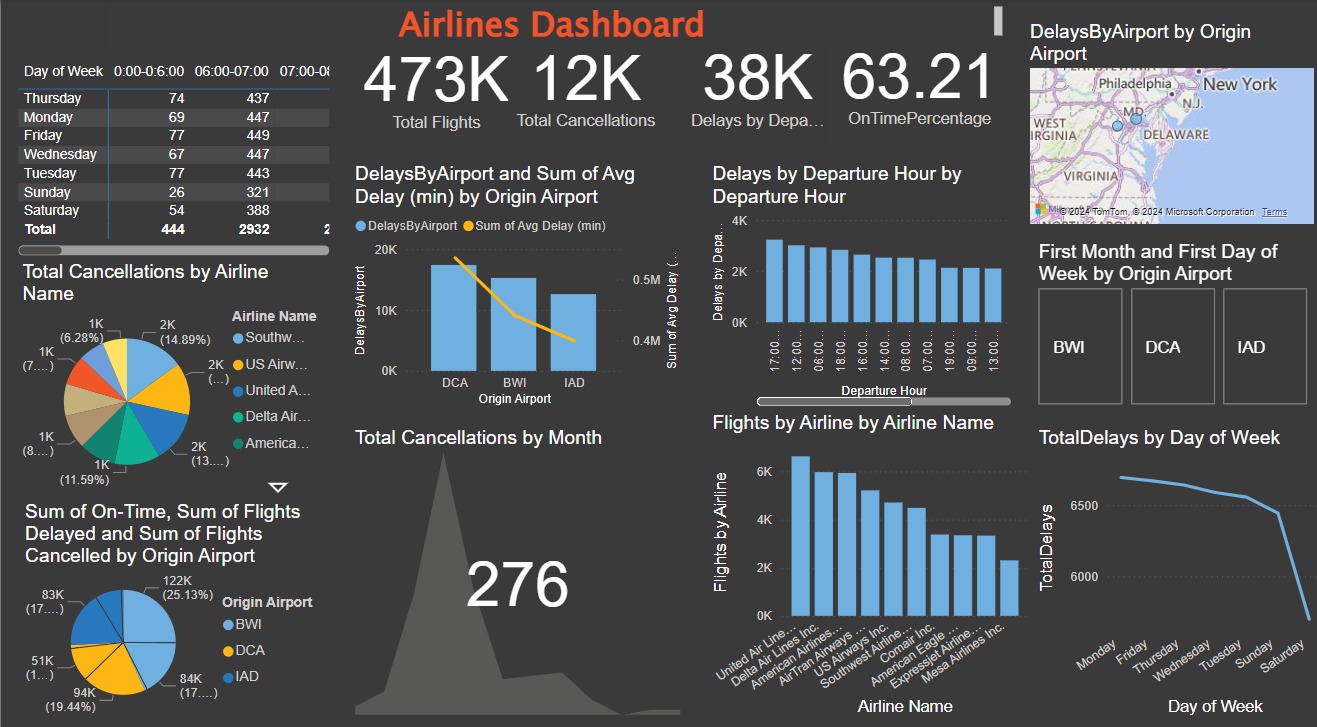 Airlines Dashboard
Day of Week 0:00-0:6:00 06:00-07:00 07:00-08
Thursday 74 437
Monday 69 447
Friday 77 449
Wednesday 67 447
Tuesday 77 443
Sunday 26 321
Saturday 54 388
Total 444 2932 2
473K
Total Flights
12K
Total Cancellations
38K
Delays by Depa...
63.21
OnTimePercentage
DelaysByAirport by Origin
Airport
PENNSYLVANIA
Philadelphia
New York
N.J.
MD.
WEST
VIRGINIA
DELAWARE
VIRGINIA
NORTH CAROLINA
© 2024 TomTom, © 2024 Microsoft Corporation Terms
Total Cancellations by Airline
Name
1K
(6.28%)
2K
(14.89%)
1K
(7....)
2K
(...)
1K
(8....)
2K
(13....)
1K
(11.59%)
Airline Name
Southw...
US Airw...
United A...
Delta Air...
America...
Sum of On-Time, Sum of Flights
Delayed and Sum of Flights
Cancelled by Origin Airport
122K
(25.13%)
83K
(17....)
51K
(1...)
94K
(19.44%)
84K
(17....)
Origin Airport
BWI
DCA
IAD
DelaysByAirport and Sum of Avg
Delay (min) by Origin Airport
DelaysByAirport Sum of Avg Delay (min)
DelaysByAirport
20K
10K
0K
0.5M
0.4M
Sum of Avg Delay (...
DCA BWI IAD
Origin Airport
Total Cancellations by Month
276
Delays by Departure Hour by
Departure Hour
Delays by Depa...
4K
2K
0K
17:00...
12:00...
06:00...
18:00...
16:00...
14:00...
08:00...
07:00...
19:00...
09:00...
13:00...
Departure Hour
Flights by Airline by Airline Name
Flights by Airline
6K
4K
2K
0K
United Air Line...
Delta Air Lines Inc.
American Airlines...
AirTran Airways ...
US Airways Inc.
Southwest Airline...
Comair Inc.
American Eagle ...
Expressjet Airline...
Mesa Airlines Inc.
Airline Name
First Month and First Day of
Week by Origin Airport
BWI
DCA
IAD
TotalDelays by Day of Week
TotalDelays
6500
6000
Monday
Friday
Thursday
Wednesday
Tuesday
Sunday
Saturday
Day of Week